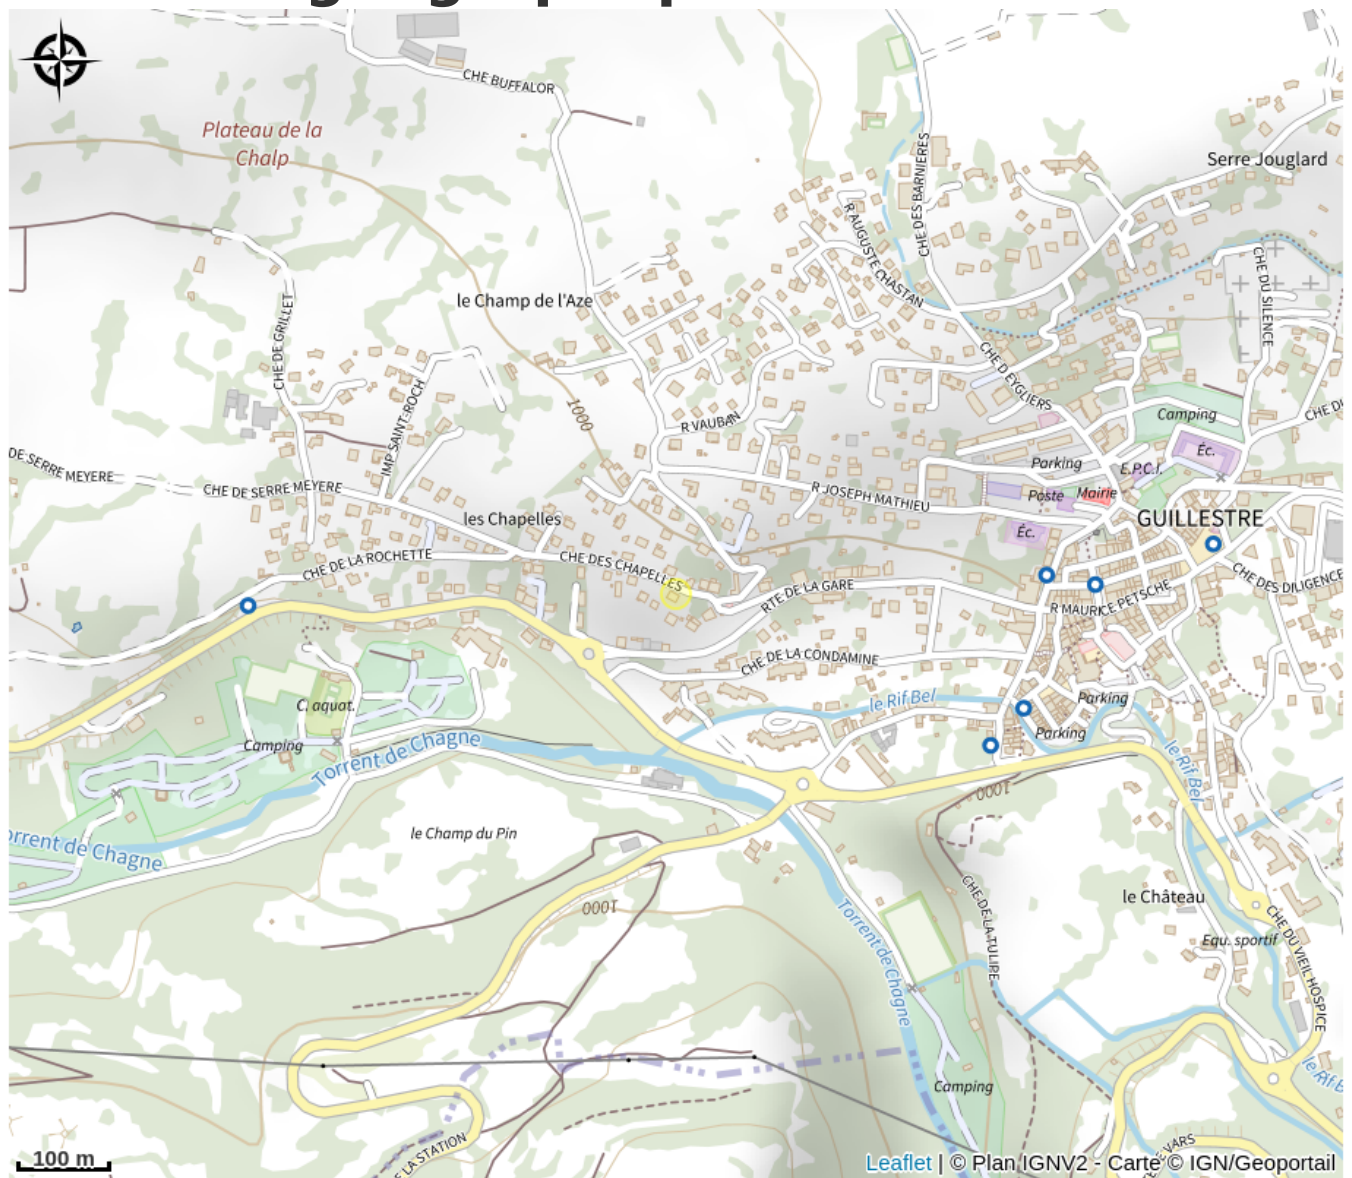 CHE BUFFALOR
Plateau de la
Chalp
Serre Jouglard
CHE DES BARNIERES
R AUGUSTE CHASTAN
CHE DU SILENCE
le Champ de l'Aze
CHE DE GRILLET
IMP SAINT-ROCH
1000
CHE D EYGLIERS
R VAUBAN
Camping
CHE D
Éc.
DE SERRE MEYERE
CHE DE SERRE MEYERE
Parking
E.P.C.I.
R JOSEPH MATHIEU
Poste
Mairie
GUILLESTRE
les Chapelles
Éc.
CHE DE LA ROCHETTE
CHE DES CHAPELLES
RTE DE LA GARE
CHE DES DILIGENCE
R MAURICE PETSCHE
CHE DE LA CONDAMINE
C. aquat.
le Rif Bel
Parking
Parking
Camping
Torrent de Chagne
le Rif Bel
1000
le Champ du Pin
orrent de Chagne
CHE DE LA TULIPE
le Château
1000
Torrent de Chagne
Equ. sportif
CHE DU VIEIL HOSPICE
le Rif B
Camping
E LA STATION
E VARS
100 m
Leaflet | © Plan IGNV2 - Carte © IGN/Geoportail